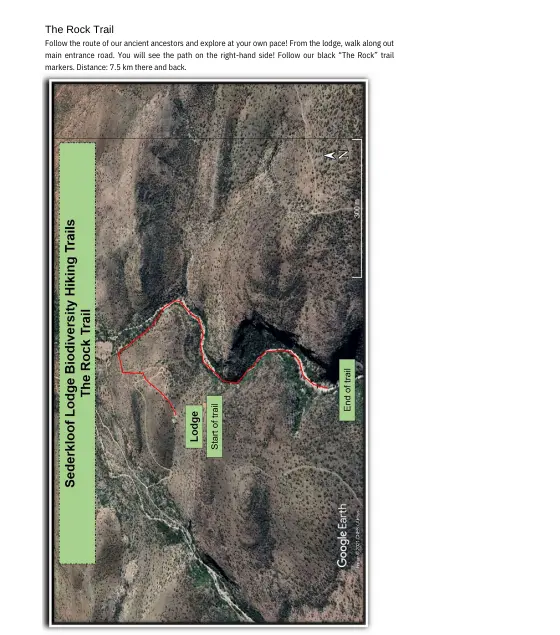 The Rock Trail
Follow the route of our ancient ancestors and explore at your own pace! From the lodge, walk along out
main entrance road. You will see the path on the right-hand side! Follow our black “The Rock” trail
markers. Distance: 7.5 km there and back.
Sederkloof Lodge Biodiversity Hiking Trails
The Rock Trail
N
Lodge
Start of trail
End of trail
Google Earth